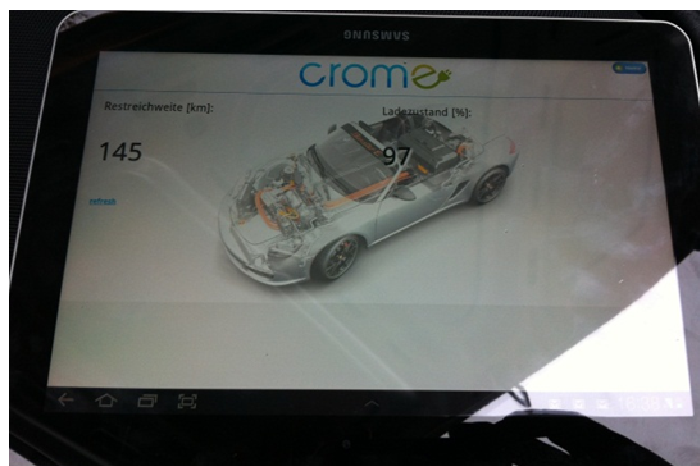 SAMSUNG
crome
Restreichweite [km]:
Ladezustand [%]:
145
97
refresh